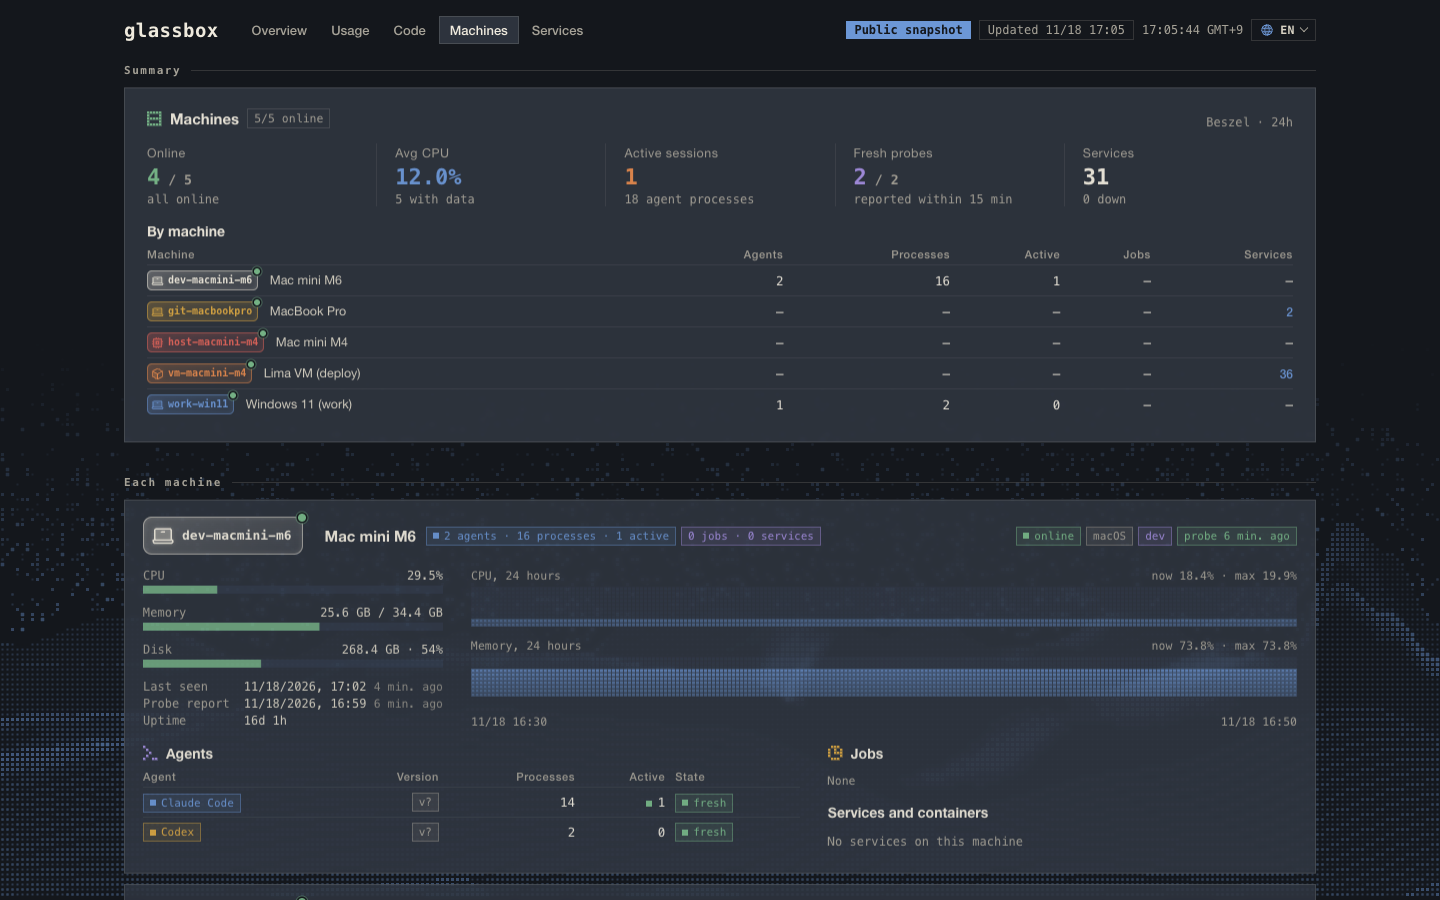 glassbox Overview Usage Code Machines Services Public snapshot Updated 11/18 17:05 17:05:44 GMT+9 EN
Summary
Machines 5/5 online Beszel · 24h
Online Avg CPU Active sessions Fresh probes Services
4 / 5 12.0% 1 2 / 2 31
all online 5 with data 18 agent processes reported within 15 min 0 down
By machine
Machine Agents Processes Active Jobs Services
dev-macmini-m6 Mac mini M6 2 16 1 – –
git-macbookpro MacBook Pro – – – – 2
host-macmini-m4 Mac mini M4 – – – – –
vm-macmini-m4 Lima VM (deploy) – – – – 36
work-win11 Windows 11 (work) 1 2 0 – –
Each machine
dev-macmini-m6 Mac mini M6 2 agents · 16 processes · 1 active 0 jobs · 0 services online macOS dev probe 6 min. ago
CPU 29.5% CPU, 24 hours now 18.4% · max 19.9%
Memory 25.6 GB / 34.4 GB
Memory, 24 hours now 73.8% · max 73.8%
Disk 268.4 GB · 54%
Last seen 11/18/2026, 17:02 4 min. ago
Probe report 11/18/2026, 16:59 6 min. ago
Uptime 16d 1h
11/18 16:30 11/18 16:50
Agents Jobs
Agent Version Processes Active State None
Claude Code v? 14 1 fresh
Services and containers
Codex v? 2 0 fresh
No services on this machine